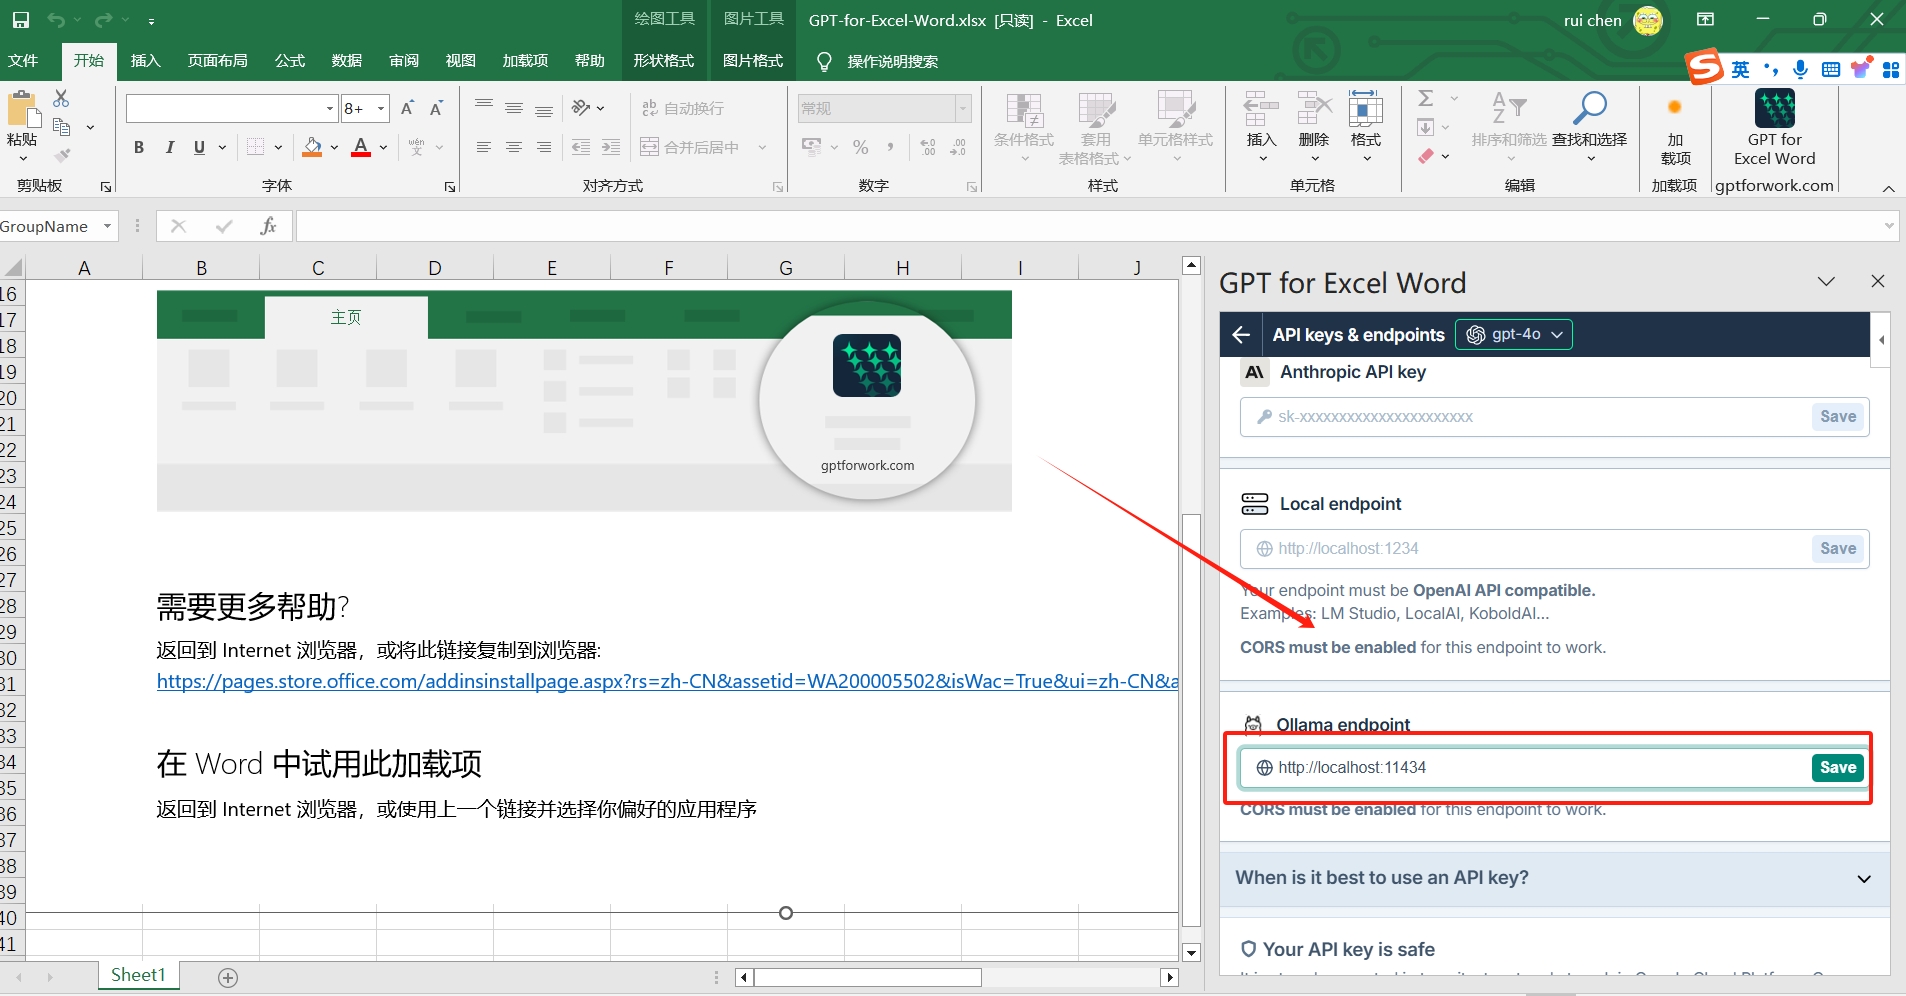 绘图工具 图片工具 GPT-for-Excel-Word.xlsx [只读] - Excel rui chen
文件 开始 插入 页面布局 公式 数据 审阅 视图 加载项 帮助 形状格式 图片格式 操作说明搜索
英
粘贴
8+ A A
ab 自动换行
常规
条件格式 套用 表格格式 单元格样式
插入 删除 格式
排序和筛选 查找和选择
加载项
GPT for
Excel Word
B I U A wén 文
合并后居中
% ,
剪贴板 字体 对齐方式 数字 样式 单元格 编辑 加载项 gptforwork.com
GroupName fx
A B C D E F G H I J
16
17
18
19
20
21
22
23
24
25
26
27
28
29
30
31
32
33
34
35
36
37
38
39
40
41
主页
gptforwork.com
需要更多帮助?
返回到 Internet 浏览器，或将此链接复制到浏览器:
https://pages.store.office.com/addinsinstallpage.aspx?rs=zh-CN&assetid=WA200005502&isWac=True&ui=zh-CN&a
在 Word 中试用此加载项
返回到 Internet 浏览器，或使用上一个链接并选择你偏好的应用程序
Sheet1
GPT for Excel Word
API keys & endpoints gpt-4o
Anthropic API key
sk-xxxxxxxxxxxxxxxxxxxxxx Save
Local endpoint
http://localhost:1234 Save
Your endpoint must be OpenAI API compatible.
Examples: LM Studio, LocalAI, KoboldAI...
CORS must be enabled for this endpoint to work.
Ollama endpoint
http://localhost:11434 Save
CORS must be enabled for this endpoint to work.
When is it best to use an API key?
Your API key is safe